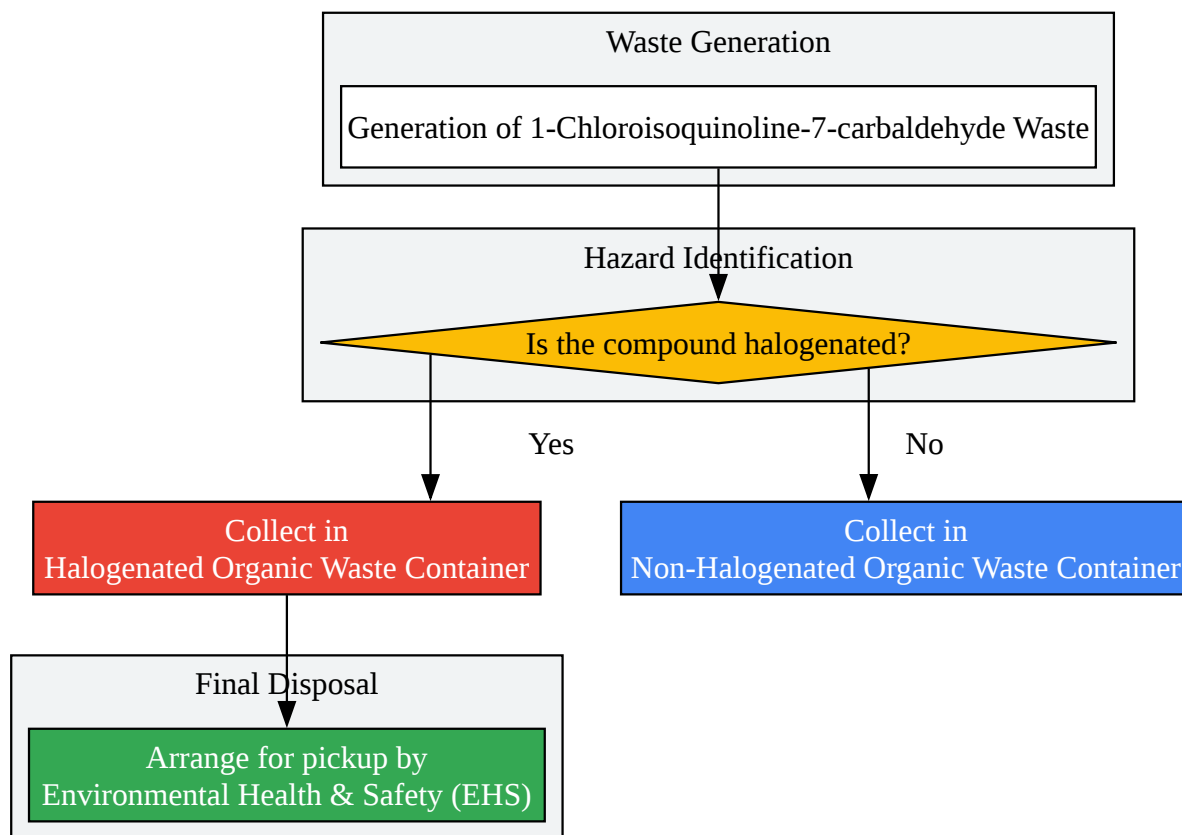 Waste Generation
Generation of 1-Chloroisoquinoline-7-carbaldehyde Waste
Hazard Identification
Is the compound halogenated?
Yes
No
Collect in
Halogenated Organic Waste Container
Collect in
Non-Halogenated Organic Waste Container
Final Disposal
Arrange for pickup by
Environmental Health & Safety (EHS)